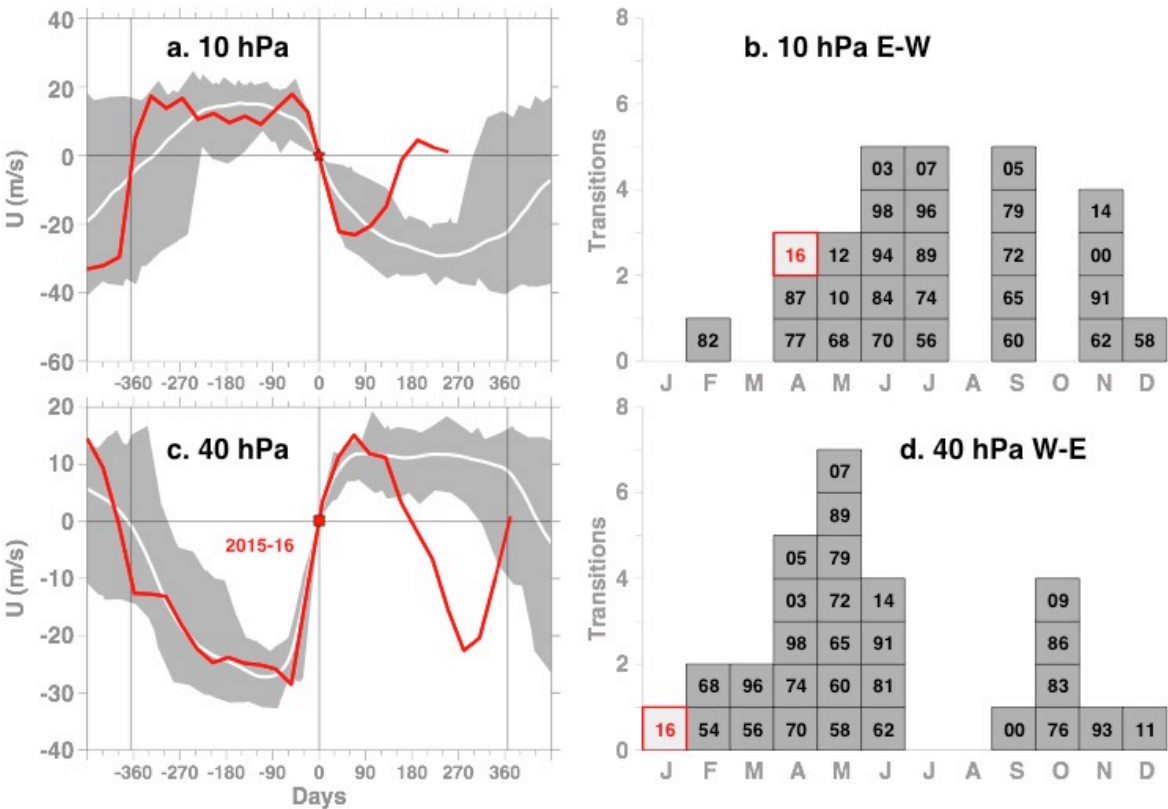 a. 10 hPa
40
20
0
-20
-40
-60
U (m/s)
-360 -270 -180 -90 0 90 180 270 360
b. 10 hPa E-W
8
6
4
2
0
Transitions
03 07 05
98 96 79 14
16 12 94 89 72 00
87 10 84 74 65 91
82 77 68 70 56 60 62 58
J F M A M J J A S O N D
c. 40 hPa
20
10
0
-10
-20
-30
-40
U (m/s)
2015-16
-360 -270 -180 -90 0 90 180 270 360
Days
d. 40 hPa W-E
8
6
4
2
0
Transitions
07
89
05 79
03 72 14 09
98 65 91 86
68 96 74 60 81 83
16 54 56 70 58 62 00 76 93 11
J F M A M J J A S O N D